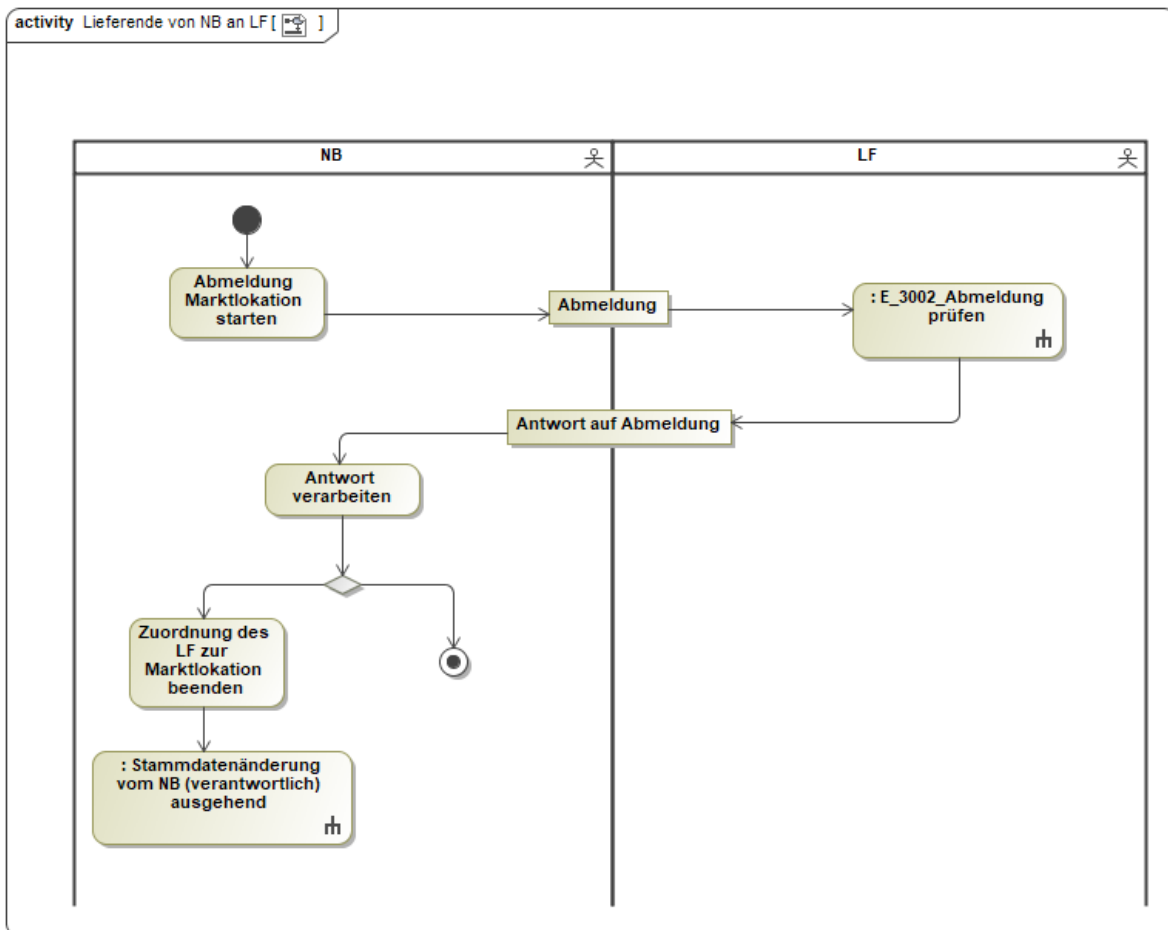 activity Lieferende von NB an LF [ ]
NB
LF
Abmeldung
Marktlokation
starten
Abmeldung
: E_3002_Abmeldung
prüfen
Antwort auf Abmeldung
Antwort
verarbeiten
Zuordnung des
LF zur
Marktlokation
beenden
: Stammdatenänderung
vom NB (verantwortlich)
ausgehend